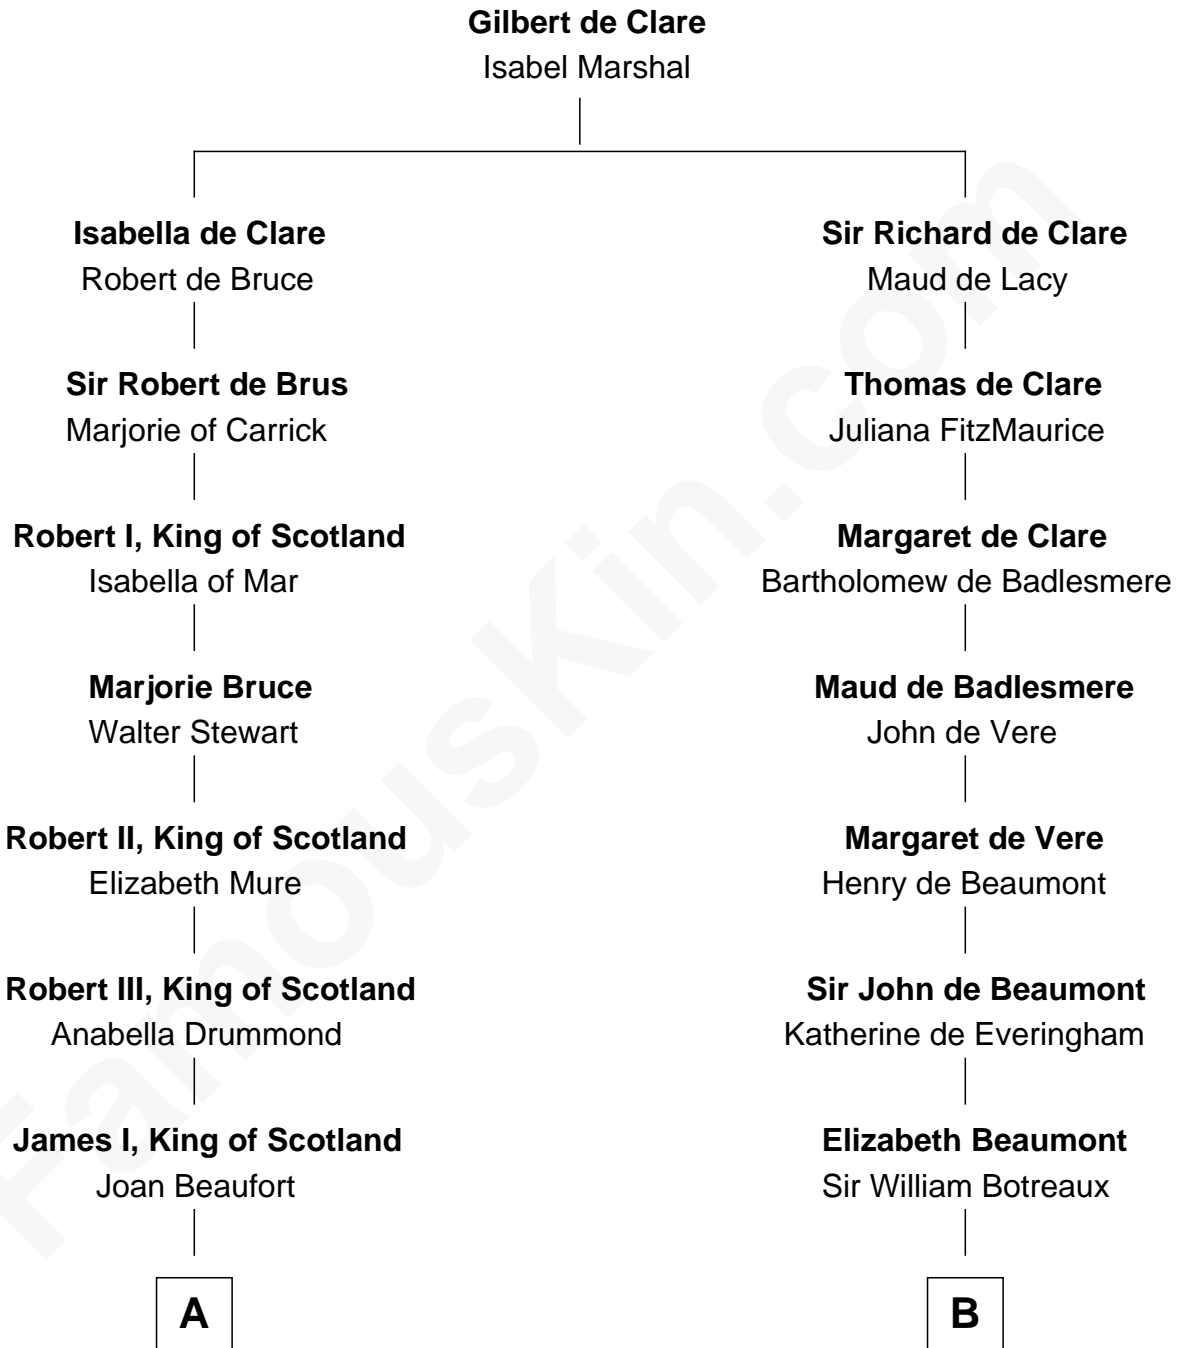 Gilbert de Clare
Isabel Marshal
Isabella de Clare
Robert de Bruce
Sir Richard de Clare
Maud de Lacy
Sir Robert de Brus
Marjorie of Carrick
Thomas de Clare
Juliana FitzMaurice
Robert I, King of Scotland
Isabella of Mar
Margaret de Clare
Bartholomew de Badlesmere
Marjorie Bruce
Walter Stewart
Maud de Badlesmere
John de Vere
Robert II, King of Scotland
Elizabeth Mure
Margaret de Vere
Henry de Beaumont
Robert III, King of Scotland
Anabella Drummond
Sir John de Beaumont
Katherine de Everingham
James I, King of Scotland
Joan Beaufort
Elizabeth Beaumont
Sir William Botreaux
A
B
FamousKin.com